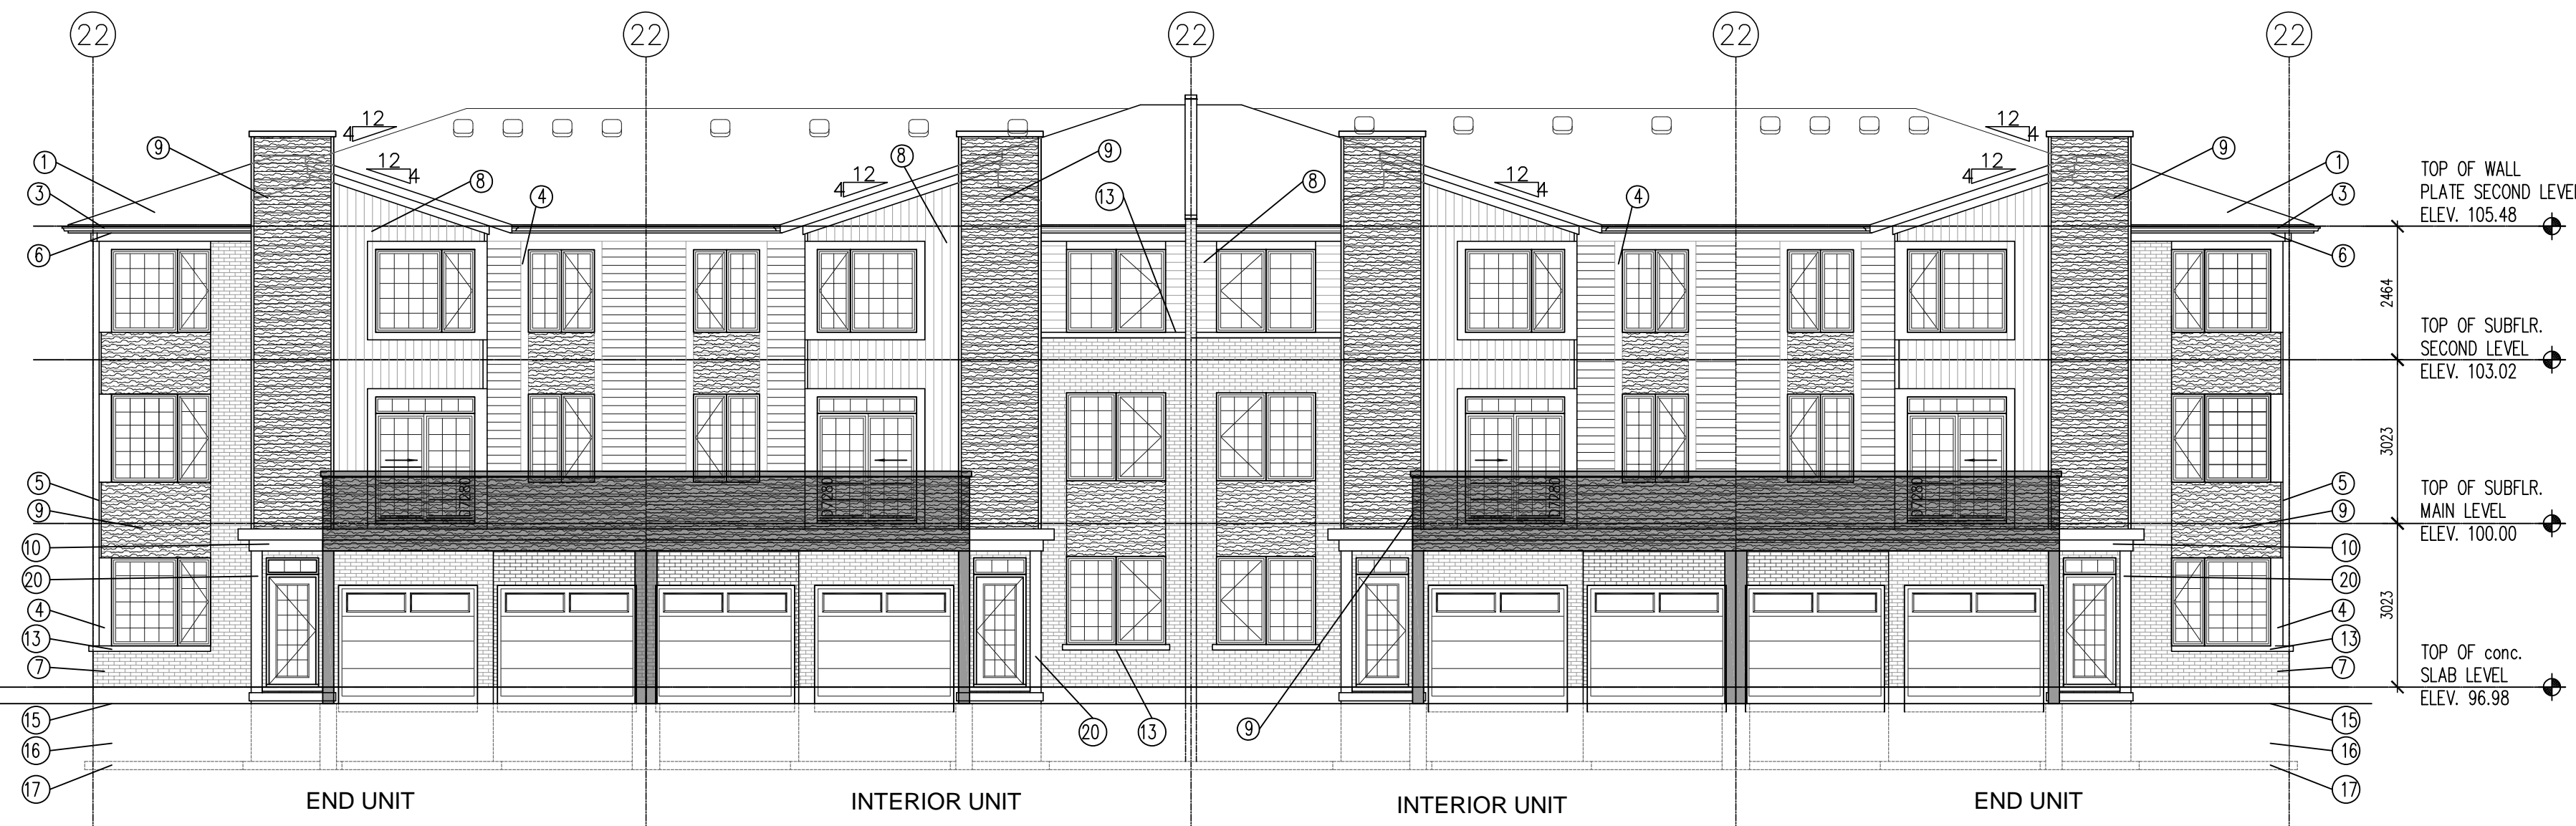 22 22 22 22 22
12 4
12 4
12 4
12 4
12 4
12 4
1
3
6
9
8
4
8
9
13
8
4
9
1
3
6
TOP OF WALL
PLATE SECOND LEVEL
ELEV. 105.48
2464
TOP OF SUBFLR.
SECOND LEVEL
ELEV. 103.02
3023
D7280
D7280
D7280
D7280
TOP OF SUBFLR.
MAIN LEVEL
ELEV. 100.00
3023
TOP OF conc.
SLAB LEVEL
ELEV. 96.98
5
9
10
20
4
13
7
15
16
17
20
13
9
5
9
10
20
4
13
7
15
16
17
END UNIT
INTERIOR UNIT
INTERIOR UNIT
END UNIT